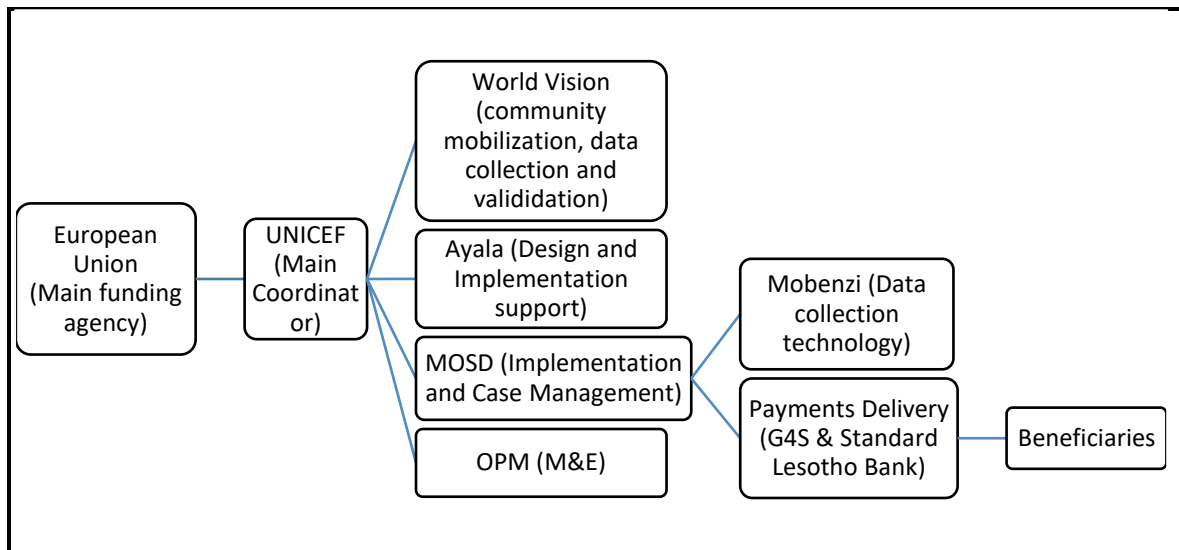 European
Union
(Main funding
agency)
UNICEF
(Main
Coordinat
or)
World Vision
(community
mobilization, data
collection and
valididation)
Ayala (Design and
Implementation
support)
MOSD (Implementation
and Case Management)
OPM (M&E)
Mobenzi (Data
collection
technology)
Payments Delivery
(G4S & Standard
Lesotho Bank)
Beneficiaries